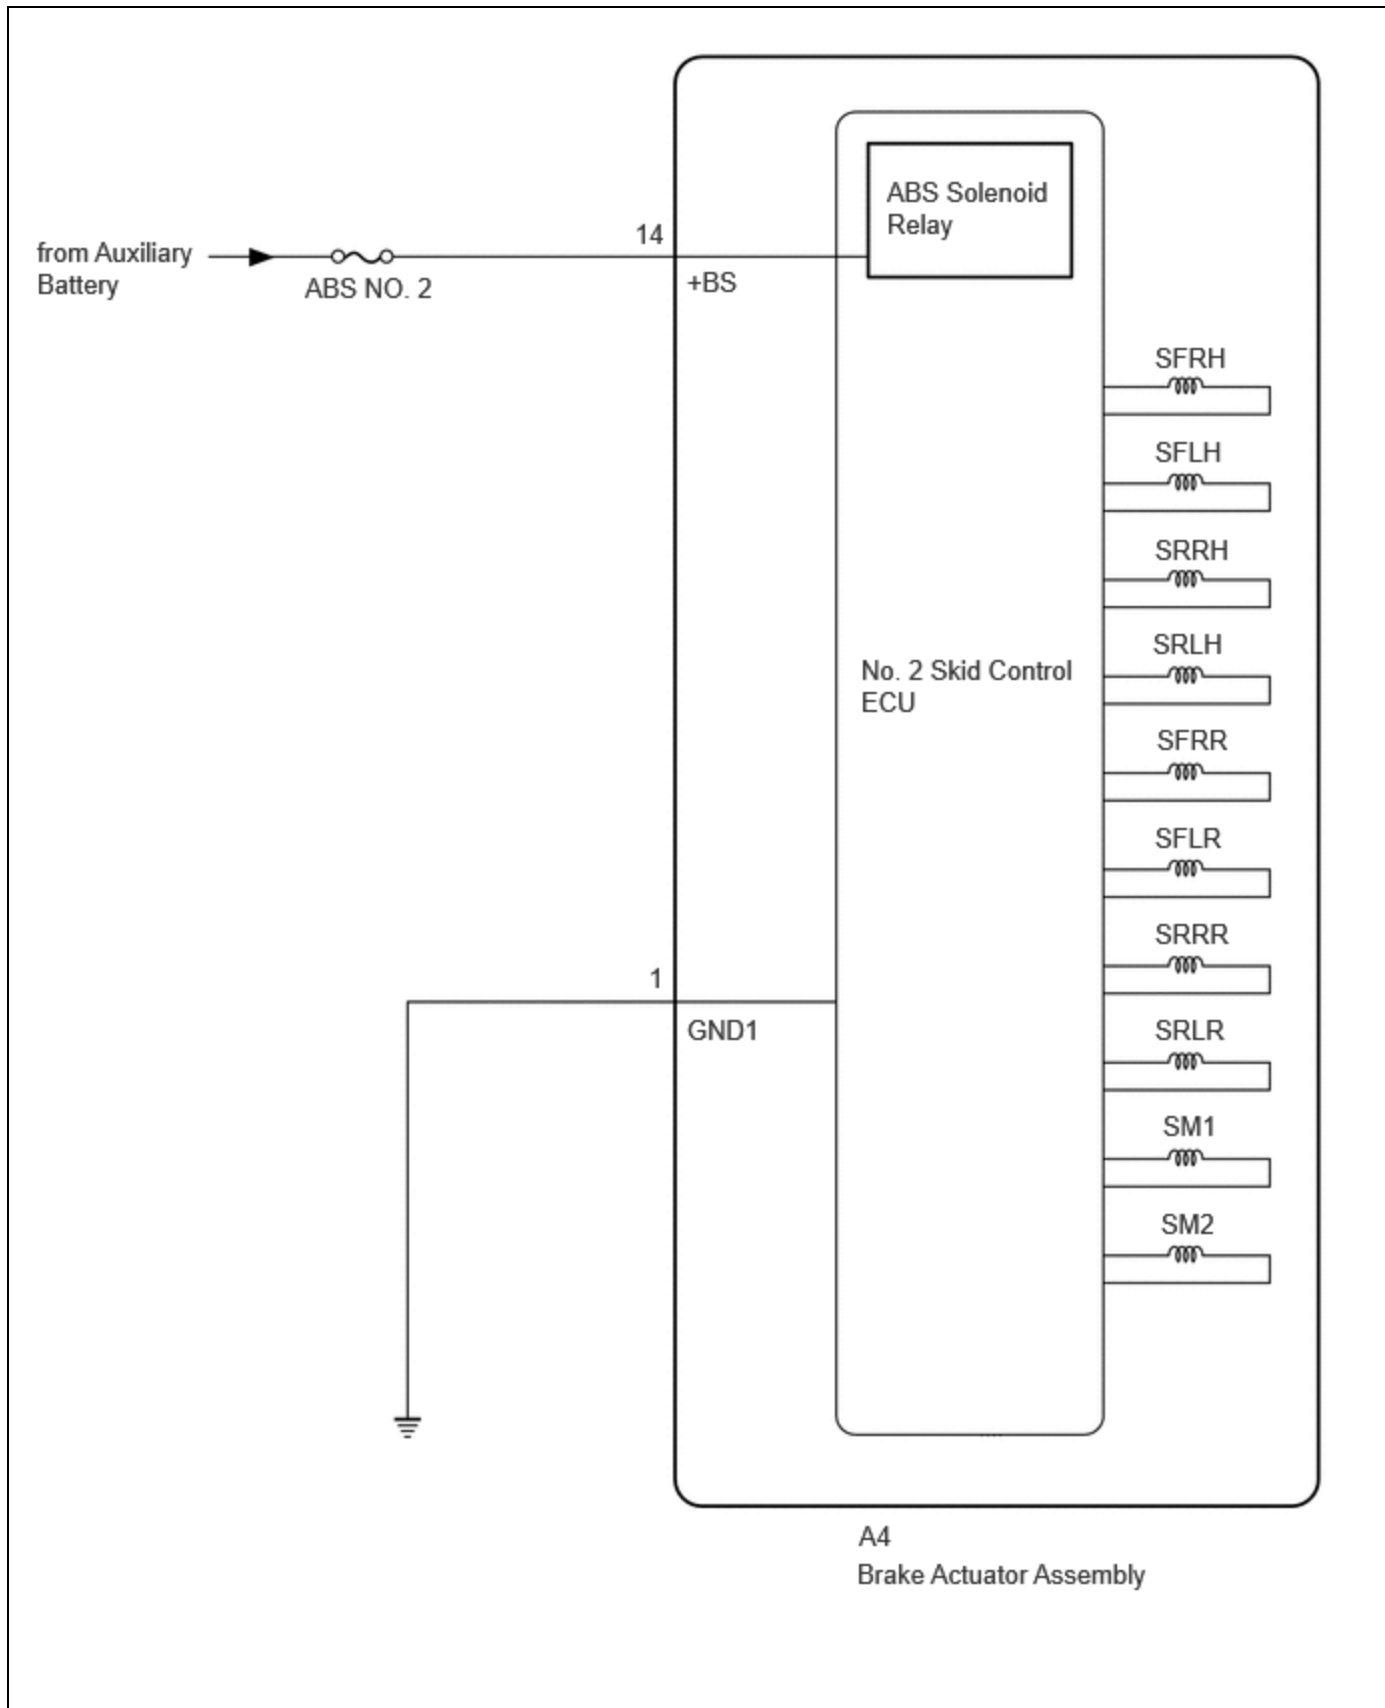 ABS Solenoid
Relay
14
from Auxiliary
Battery
ABS NO. 2
+BS
SFRH
SFLH
SRRH
SRLH
No. 2 Skid Control
ECU
SFRR
SFLR
SRRR
1
GND1
SRLR
SM1
SM2
A4
Brake Actuator Assembly